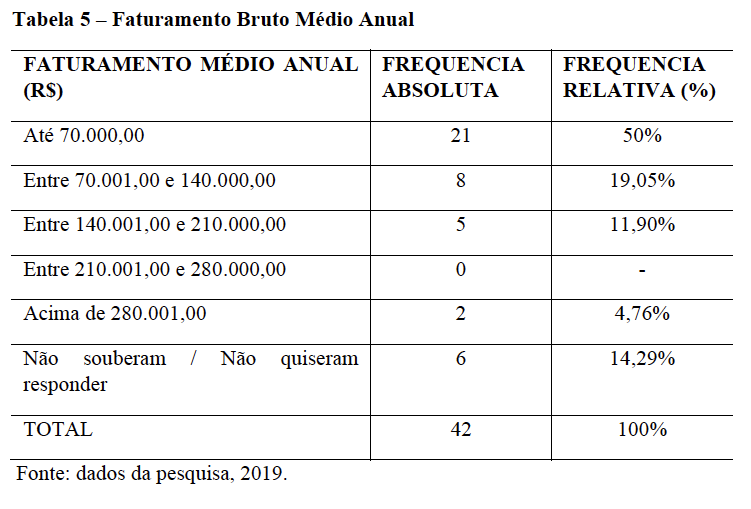 Tabela 5 – Faturamento Bruto Médio Anual
FATURAMENTO MÉDIO ANUAL (R$) FREQUENCIA ABSOLUTA FREQUENCIA RELATIVA (%)
Até 70.000,00 21 50%
Entre 70.001,00 e 140.000,00 8 19,05%
Entre 140.001,00 e 210.000,00 5 11,90%
Entre 210.001,00 e 280.000,00 0 -
Acima de 280.001,00 2 4,76%
Não souberam / Não quiseram responder 6 14,29%
TOTAL 42 100%
Fonte: dados da pesquisa, 2019.